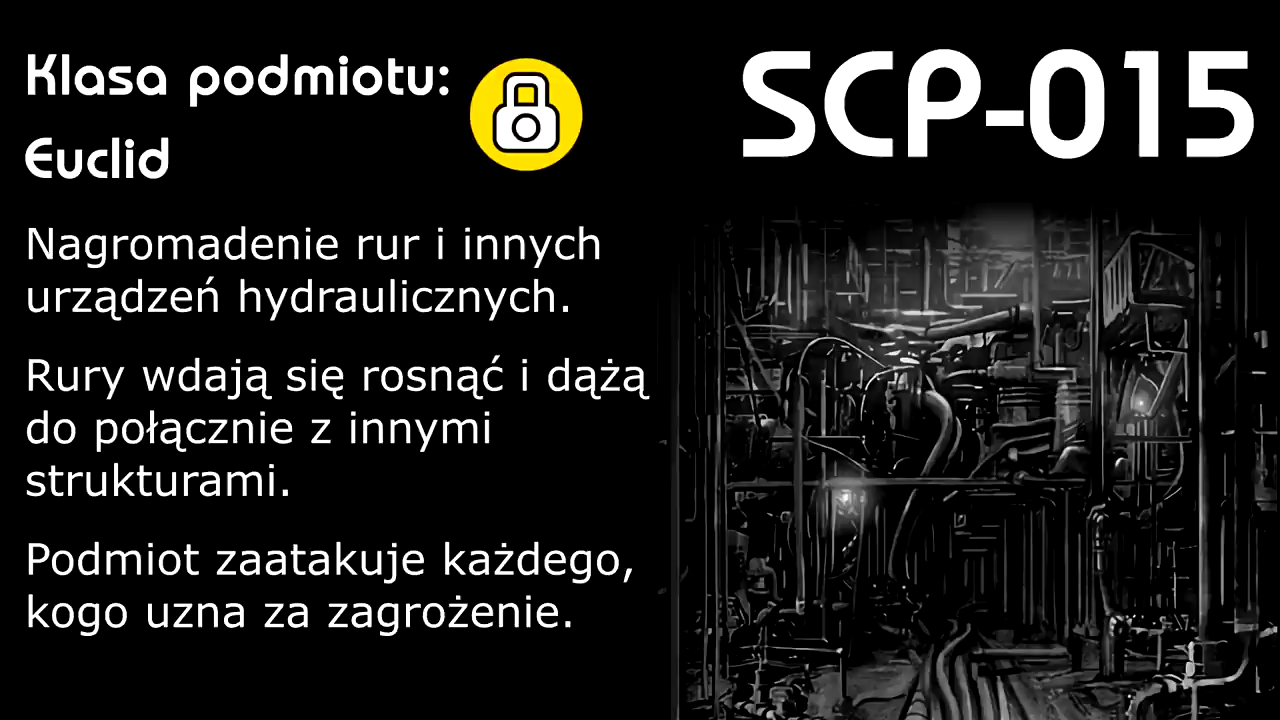 Klasa podmiotu:
Euclid
SCP-015
Nagromadenie rur i innych
urządzeń hydraulicznych.
Rury wdają się rosnąć i dążą
do połącznie z innymi
strukturami.
Podmiot zaatakuje każdego,
kogo uzna za zagrożenie.